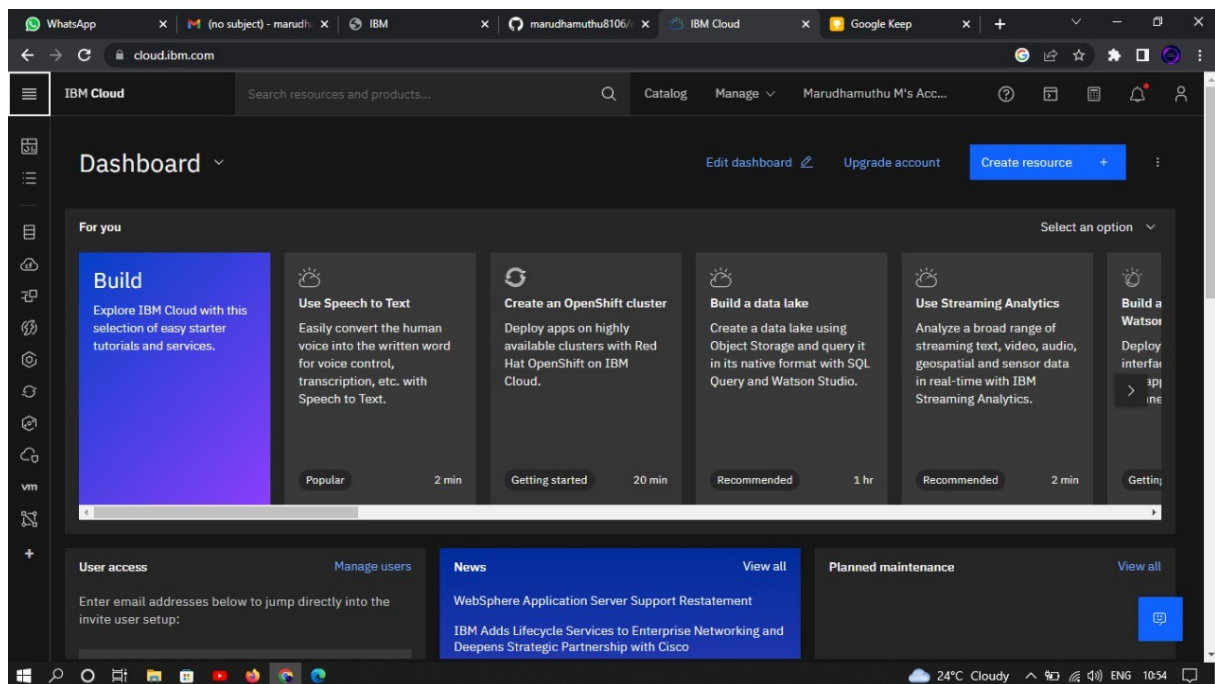 WhatsApp
(no subject) - marudh
IBM
marudhamuthu8106/
IBM Cloud
Google Keep
cloud.ibm.com
IBM Cloud
Search resources and products...
Catalog
Manage
Marudhamuthu M's Acc...
Dashboard
Edit dashboard
Upgrade account
Create resource +
For you
Select an option
Build
Explore IBM Cloud with this
selection of easy starter
tutorials and services.
Use Speech to Text
Easily convert the human
voice into the written word
for voice control,
transcription, etc. with
Speech to Text.
Popular
2 min
Create an OpenShift cluster
Deploy apps on highly
available clusters with Red
Hat OpenShift on IBM
Cloud.
Getting started
20 min
Build a data lake
Create a data lake using
Object Storage and query it
in its native format with SQL
Query and Watson Studio.
Recommended
1 hr
Use Streaming Analytics
Analyze a broad range of
streaming text, video, audio,
geospatial and sensor data
in real-time with IBM
Streaming Analytics.
Recommended
2 min
Build a
Watson
Deploy
interfac
app
ne
Getting
vm
User access
Manage users
Enter email addresses below to jump directly into the
invite user setup:
News
View all
WebSphere Application Server Support Restatement
IBM Adds Lifecycle Services to Enterprise Networking and
Deepens Strategic Partnership with Cisco
Planned maintenance
View all
24°C Cloudy
ENG
10:54